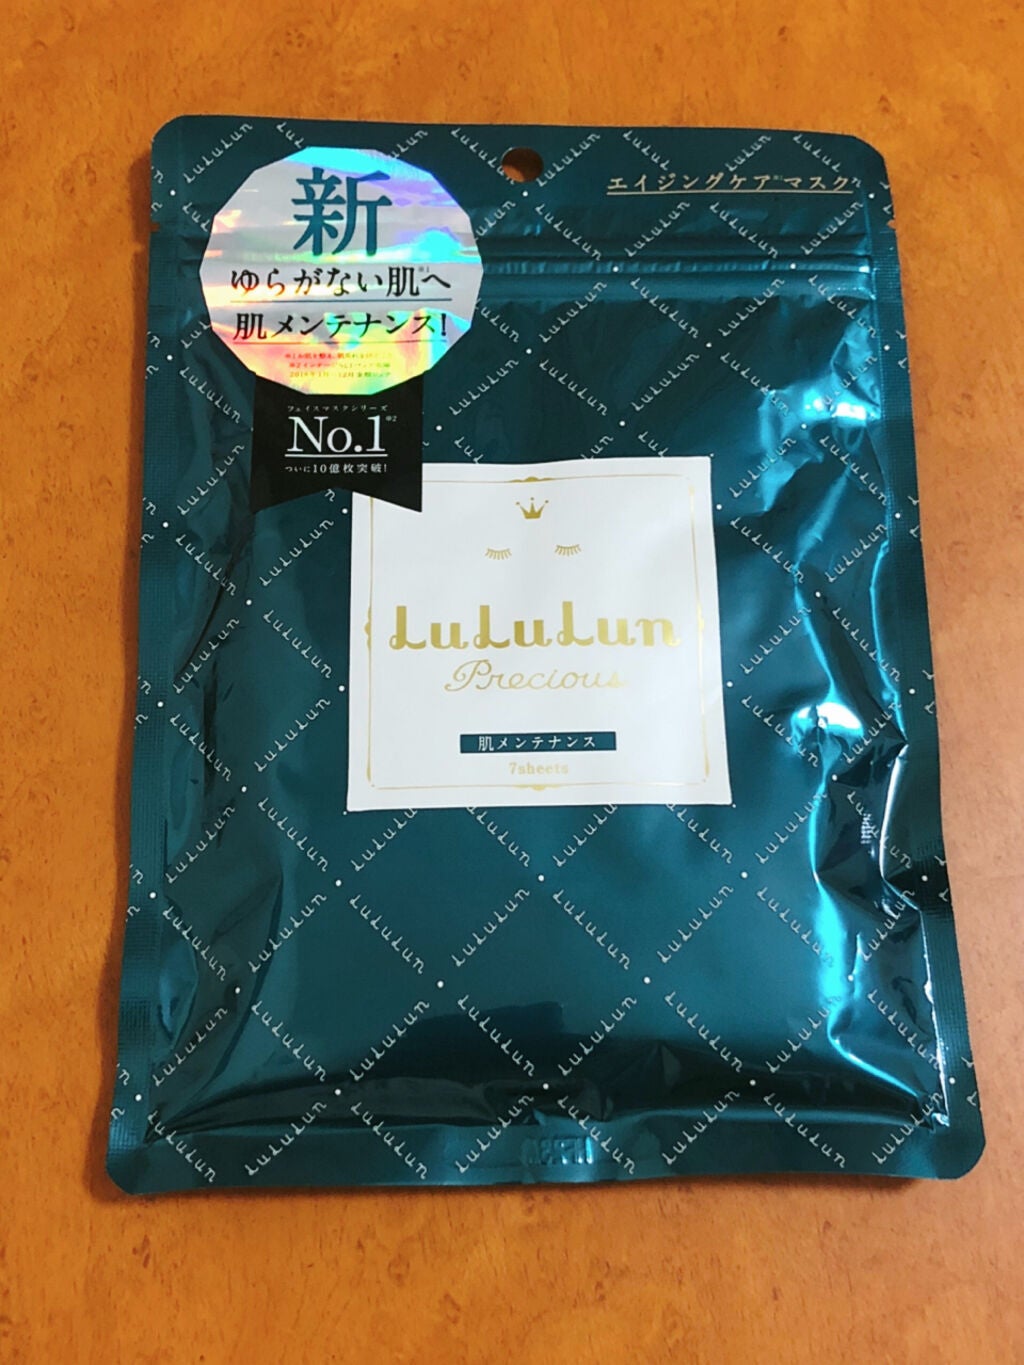 エイジングケア※マスク
新
ゆらがない肌※1へ
肌メンテナンス!
フェイスマスクシリーズ
No.1※2
ついに10億枚突破!
LuLuLun
Precious
肌メンテナンス
7sheets